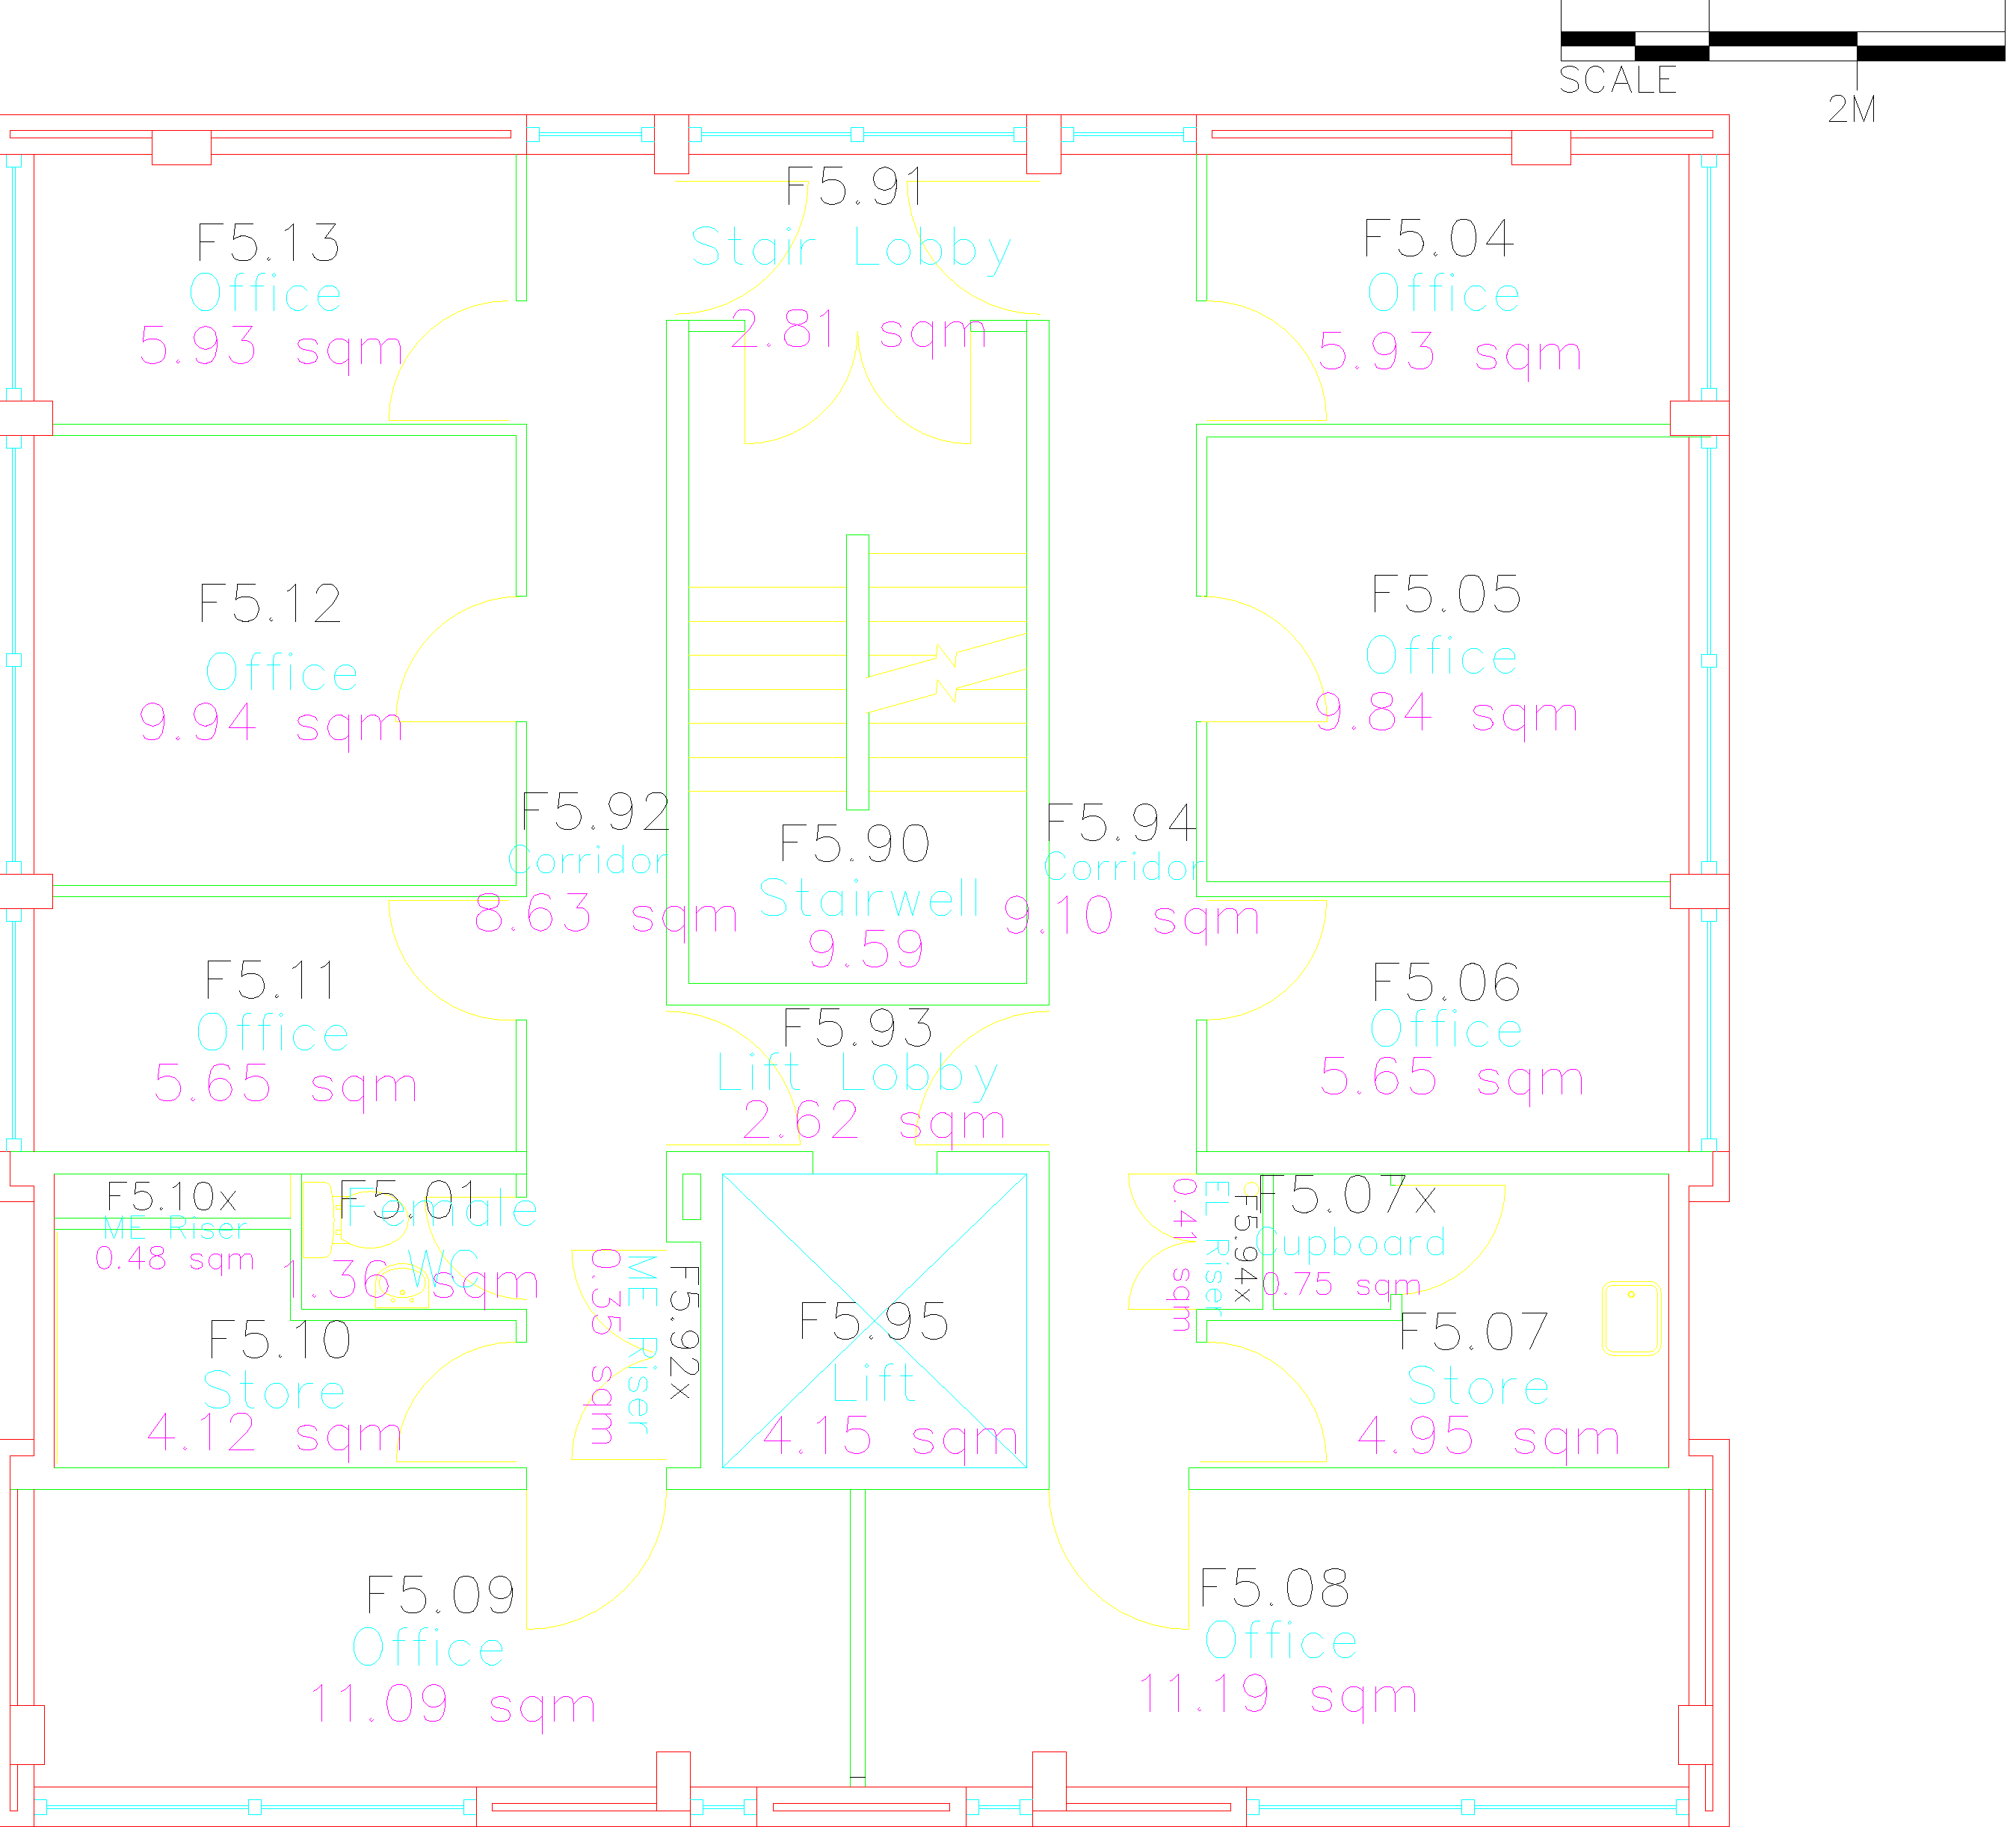 SCALE
2M
F5.91
Stair Lobby
2.81 sqm
F5.13
Office
5.93 sqm
F5.04
Office
5.93 sqm
F5.12
Office
9.94 sqm
F5.05
Office
9.84 sqm
F5.92
Corridor
8.63 sqm
F5.90
Stairwell
9.59
F5.94
Corridor
9.10 sqm
F5.11
Office
5.65 sqm
F5.93
Lift Lobby
2.62 sqm
F5.06
Office
5.65 sqm
F5.10x
ME Riser
0.48 sqm
F5.01
Female
WC
1.36 sqm
F5.92x
ME Riser
0.35 sqm
F5.94x
EL Riser
0.41 sqm
F5.07x
Cupboard
0.75 sqm
F5.10
Store
4.12 sqm
F5.95
Lift
4.15 sqm
F5.07
Store
4.95 sqm
F5.09
Office
11.09 sqm
F5.08
Office
11.19 sqm